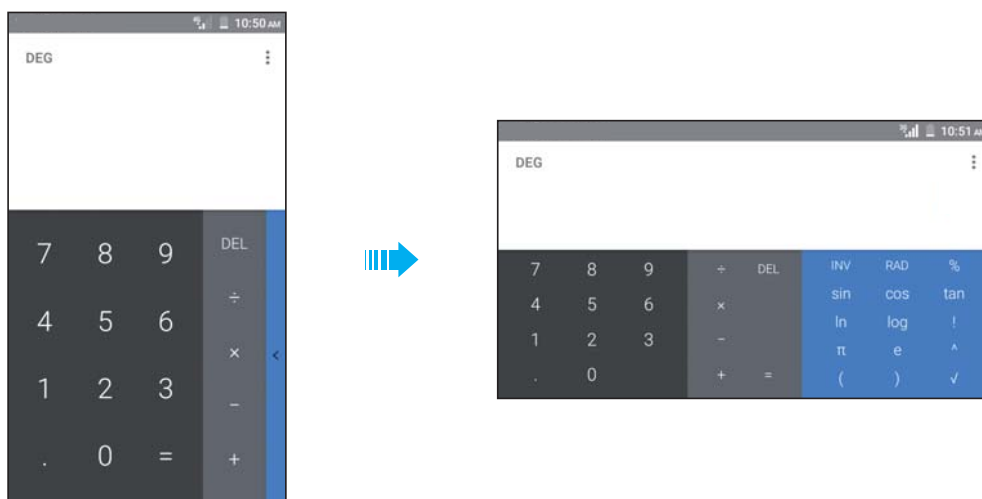 10:50 AM
DEG
7 8 9 DEL
÷
4 5 6
×
<
1 2 3
−
. 0 = +
10:51 AM
DEG
7 8 9 ÷ DEL INV RAD %
4 5 6 × sin cos tan
1 2 3 − ln log !
π e ^
. 0 + = ( ) √